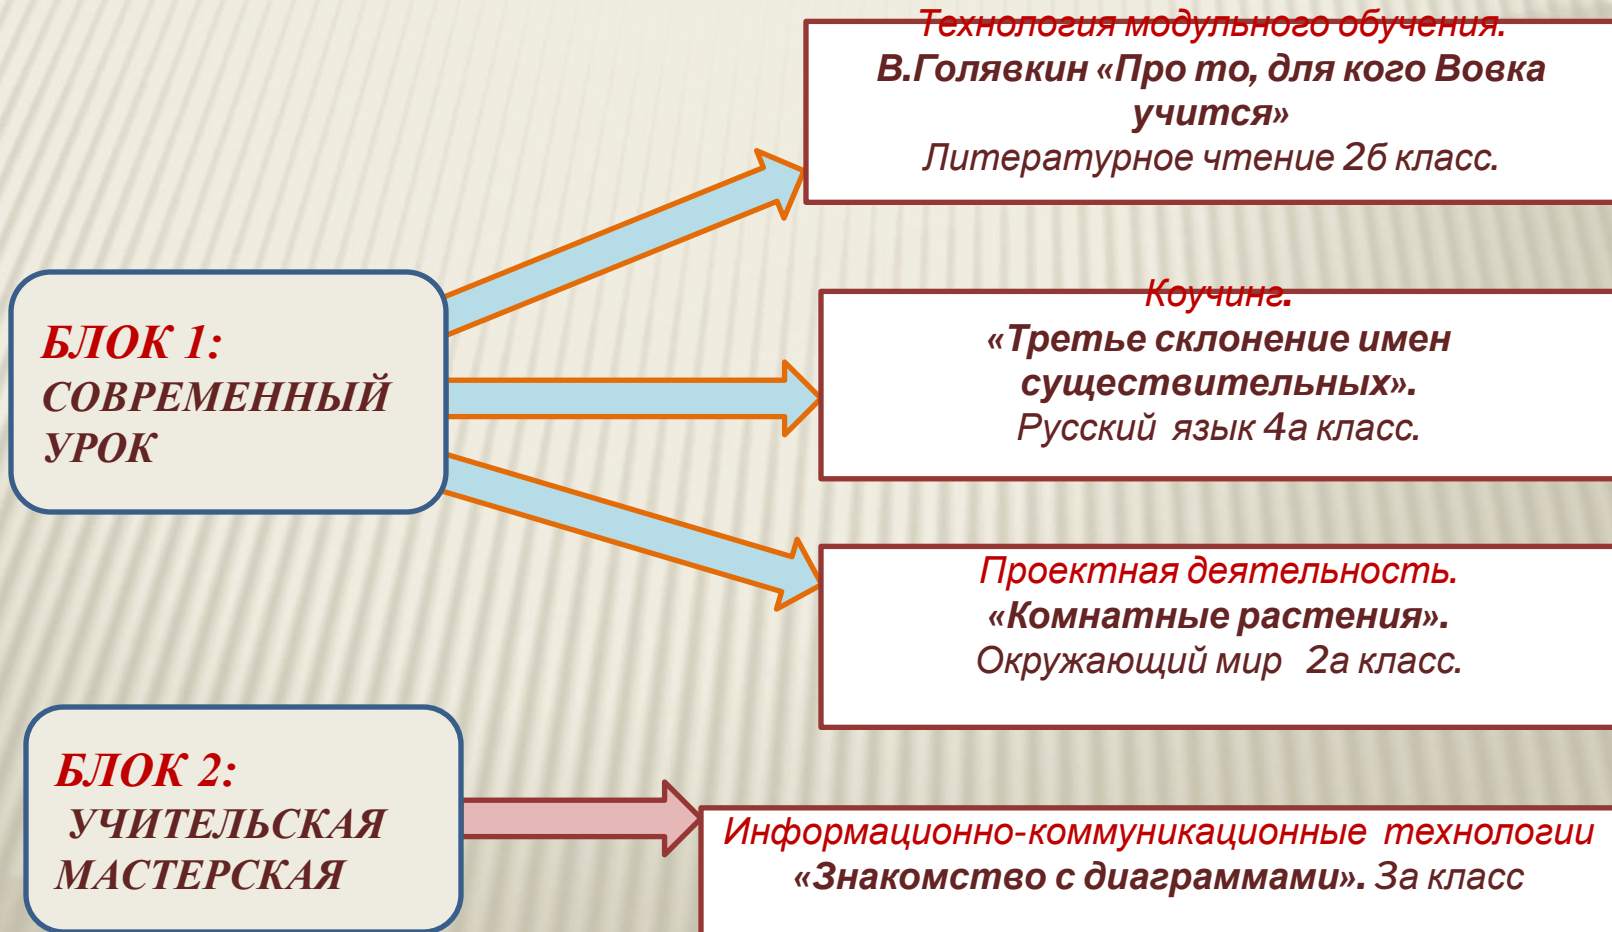 Технология модульного обучения.
В.Голявкин «Про то, для кого Вовка
учится»
Литературное чтение 2б класс.
БЛОК 1:
СОВРЕМЕННЫЙ
УРОК
Коучинг.
«Третье склонение имен
существительных».
Русский язык 4а класс.
Проектная деятельность.
«Комнатные растения».
Окружающий мир 2а класс.
БЛОК 2:
УЧИТЕЛЬСКАЯ
МАСТЕРСКАЯ
Информационно-коммуникационные технологии
«Знакомство с диаграммами». 3а класс